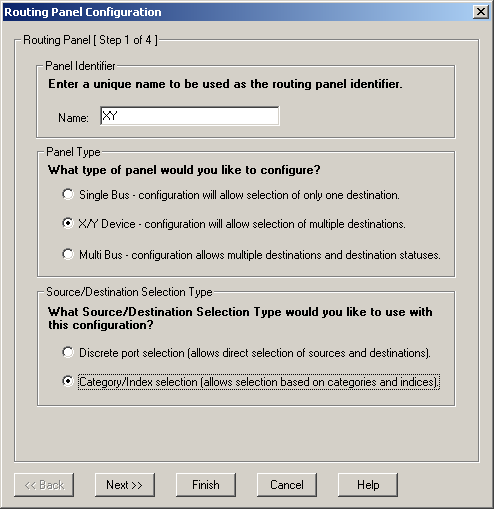 Routing Panel Configuration
Routing Panel [ Step 1 of 4 ]
Panel Identifier
Enter a unique name to be used as the routing panel identifier.
Name: XY
Panel Type
What type of panel would you like to configure?
Single Bus - configuration will allow selection of only one destination.
X/Y Device - configuration will allow selection of multiple destinations.
Multi Bus - configuration allows multiple destinations and destination statuses.
Source/Destination Selection Type
What Source/Destination Selection Type would you like to use with
this configuration?
Discrete port selection (allows direct selection of sources and destinations).
Category/Index selection (allows selection based on categories and indices).
<< Back Next >> Finish Cancel Help